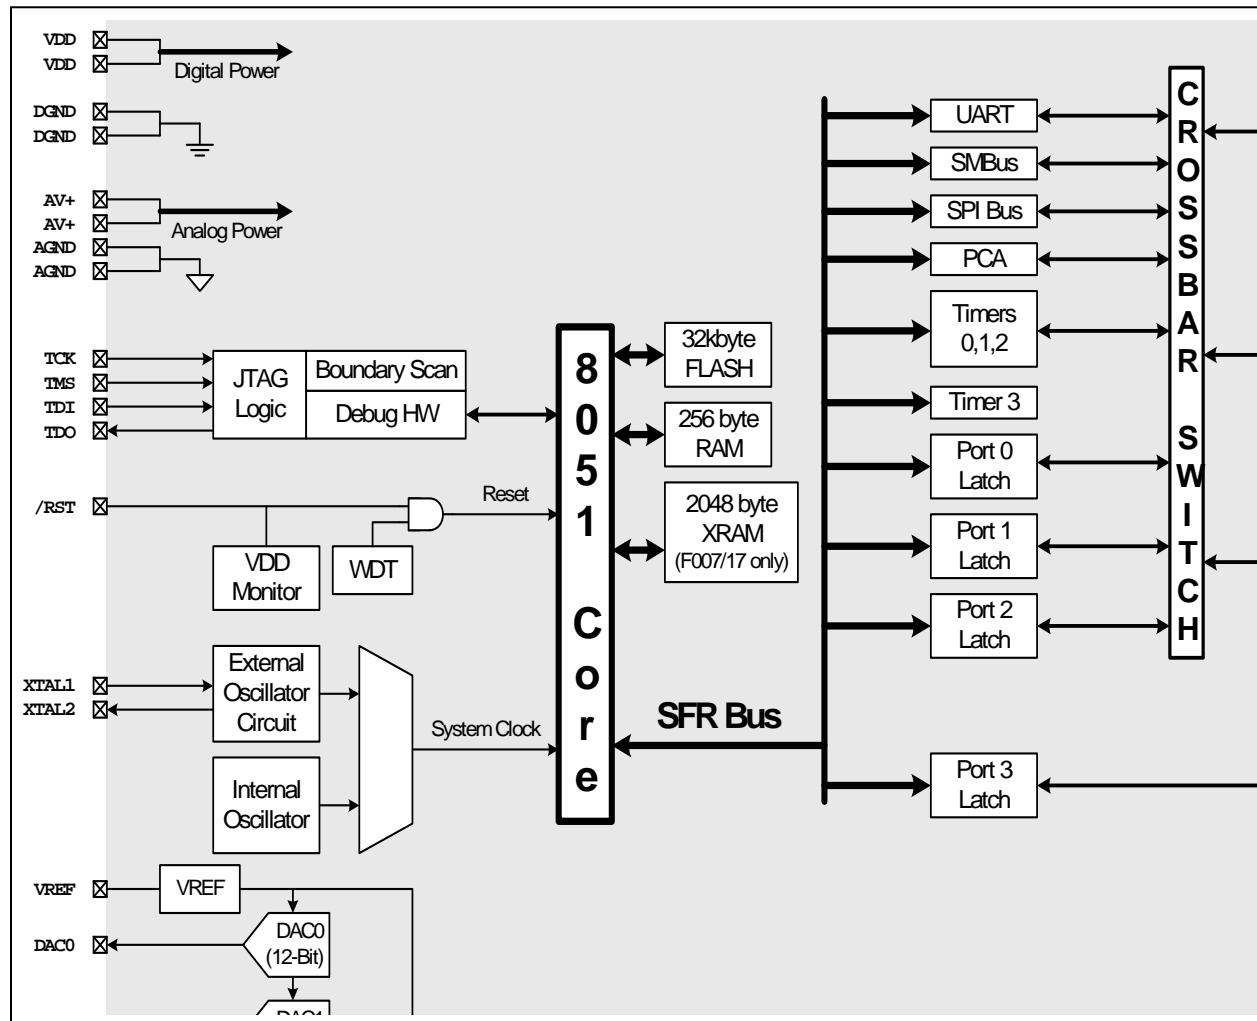 VDD
VDD
Digital Power
DGND
DGND
AV+
AV+
Analog Power
AGND
AGND
TCK
TMS
TDI
TDO
JTAG
Logic
Boundary Scan
Debug HW
/RST
Reset
VDD
Monitor
WDT
XTAL1
XTAL2
External
Oscillator
Circuit
Internal
Oscillator
System Clock
VREF
VREF
DAC0
DAC0
(12-Bit)
DAC1
8051 Core
32kbyte
FLASH
256 byte
RAM
2048 byte
XRAM
(F007/17 only)
SFR Bus
UART
SMBus
SPI Bus
PCA
Timers
0,1,2
Timer 3
Port 0
Latch
Port 1
Latch
Port 2
Latch
Port 3
Latch
CROSSBAR SWITCH